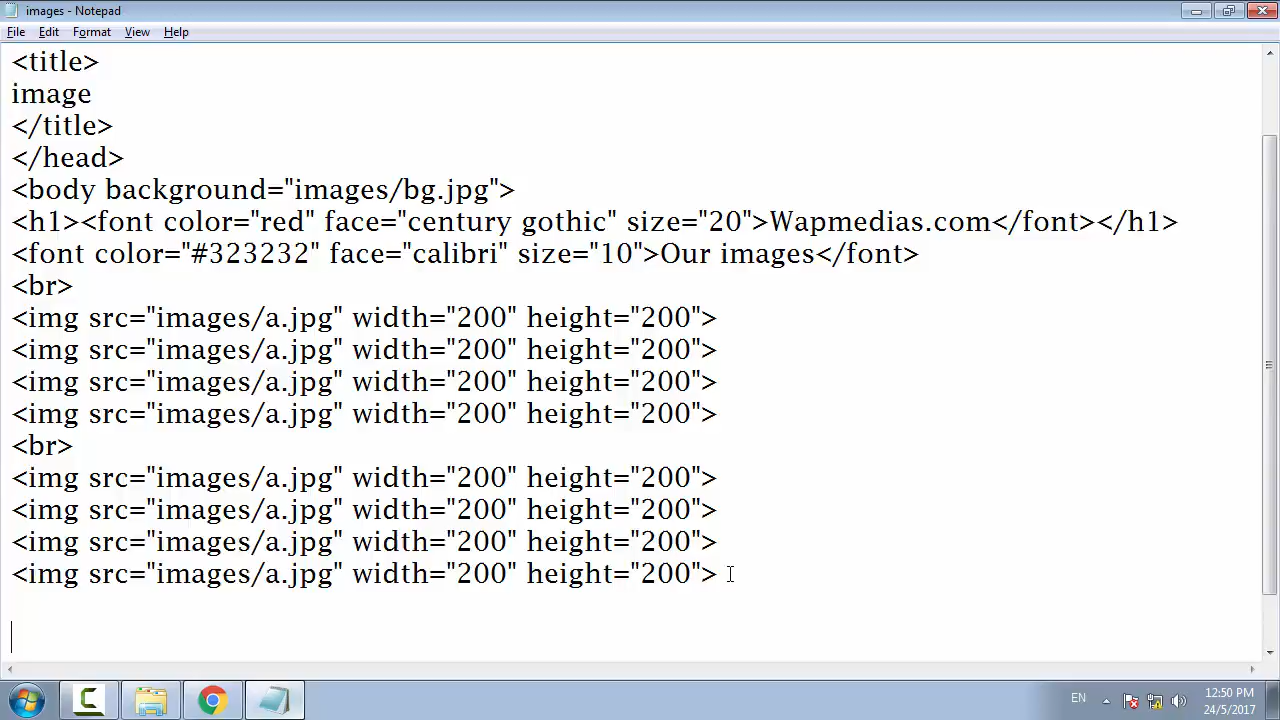 images - Notepad
File Edit Format View Help
<title>
image
</title>
</head>
<body background="images/bg.jpg">
<h1><font color="red" face="century gothic" size="20">Wapmedias.com</font></h1>
<font color="#323232" face="calibri" size="10">Our images</font>
<br>
<img src="images/a.jpg" width="200" height="200">
<img src="images/a.jpg" width="200" height="200">
<img src="images/a.jpg" width="200" height="200">
<img src="images/a.jpg" width="200" height="200">
<br>
<img src="images/a.jpg" width="200" height="200">
<img src="images/a.jpg" width="200" height="200">
<img src="images/a.jpg" width="200" height="200">
<img src="images/a.jpg" width="200" height="200">
EN
12:50 PM
24/5/2017